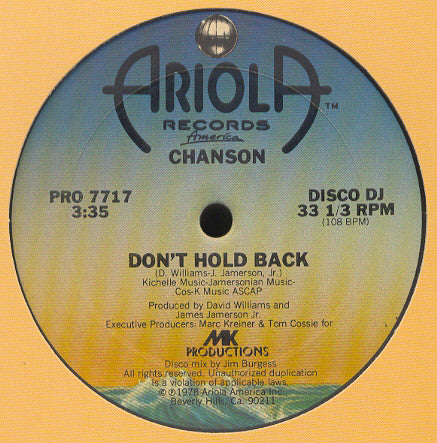 ARIOLA™
RECORDS
America
CHANSON
PRO 7717
3:35
DISCO DJ
33 1/3 RPM
(108 BPM)
DON'T HOLD BACK
(D. Williams-J. Jamerson, Jr.)
Kichelle Music-Jamersonian Music-
Cos-K Music ASCAP
Produced by David Williams and
James Jamerson Jr.
Executive Producers: Marc Kreiner & Tom Cossie for
MK
PRODUCTIONS
Disco mix by Jim Burgess
All rights reserved. Unauthorized duplication
is a violation of applicable laws.
©℗1978 Ariola America Inc.
Beverly Hills, Ca. 90211